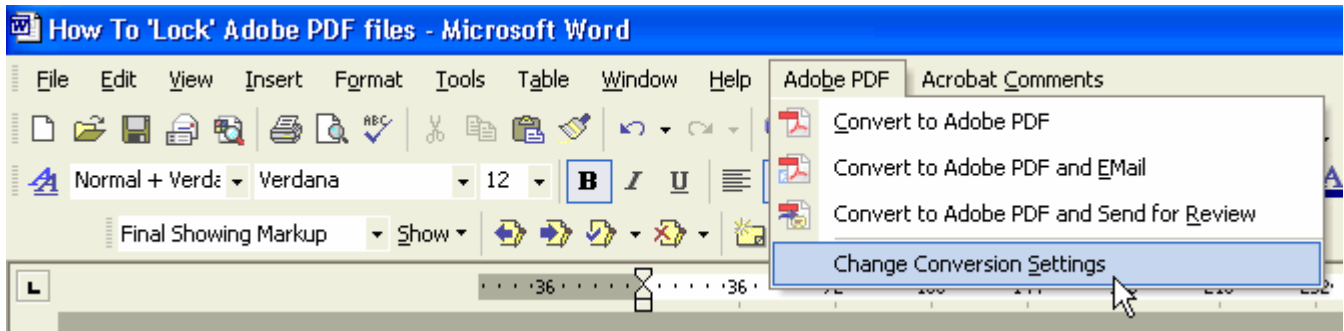 How To 'Lock' Adobe PDF files - Microsoft Word
File Edit View Insert Format Tools Table Window Help Adobe PDF Acrobat Comments
Convert to Adobe PDF
ABC
Convert to Adobe PDF and EMail
Normal + Verda Verdana 12 B I U A
Convert to Adobe PDF and Send for Review
Final Showing Markup Show
Change Conversion Settings
L 36 36